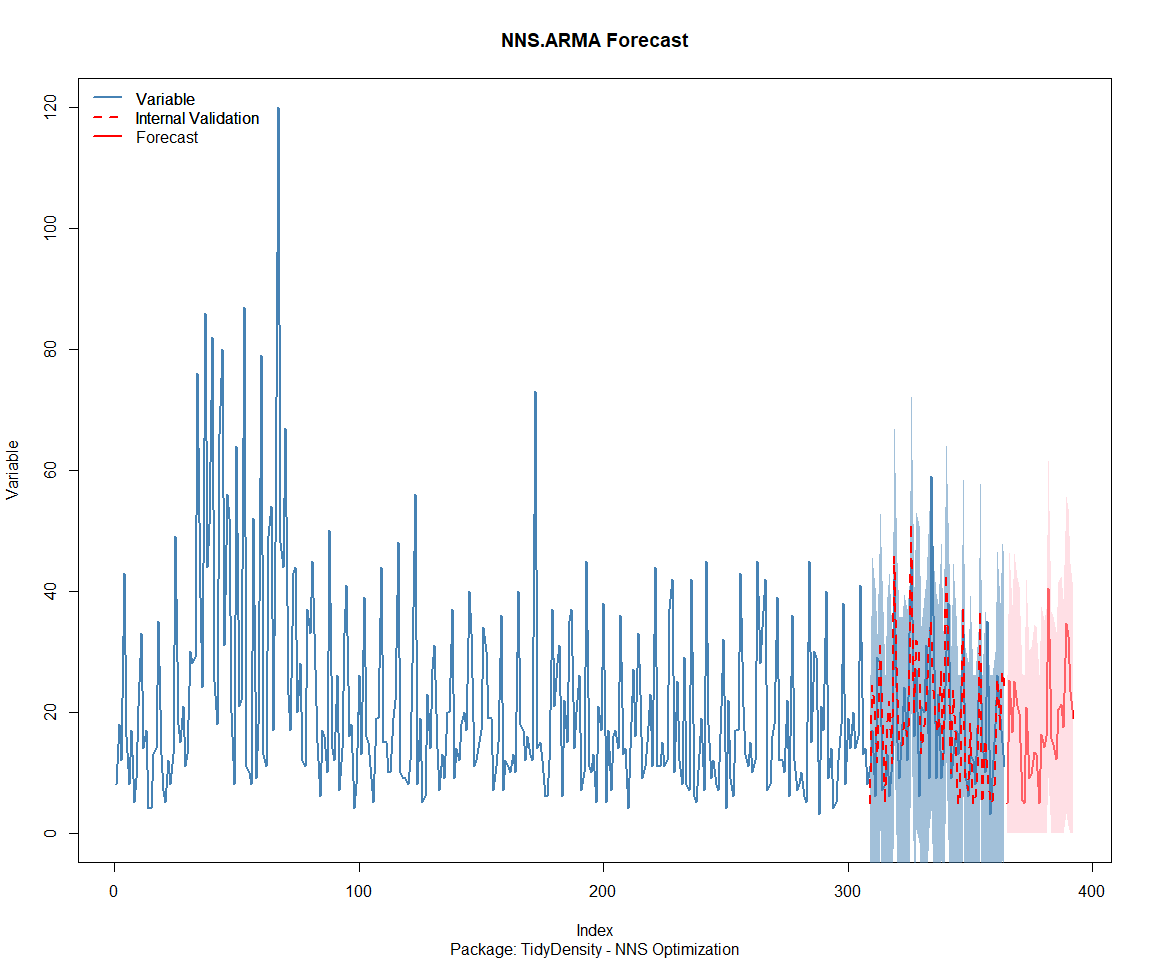 NNS.ARMA Forecast
Variable
Internal Validation
Forecast
120
100
80
60
40
20
0
Variable
0
100
200
300
400
Index
Package: TidyDensity - NNS Optimization